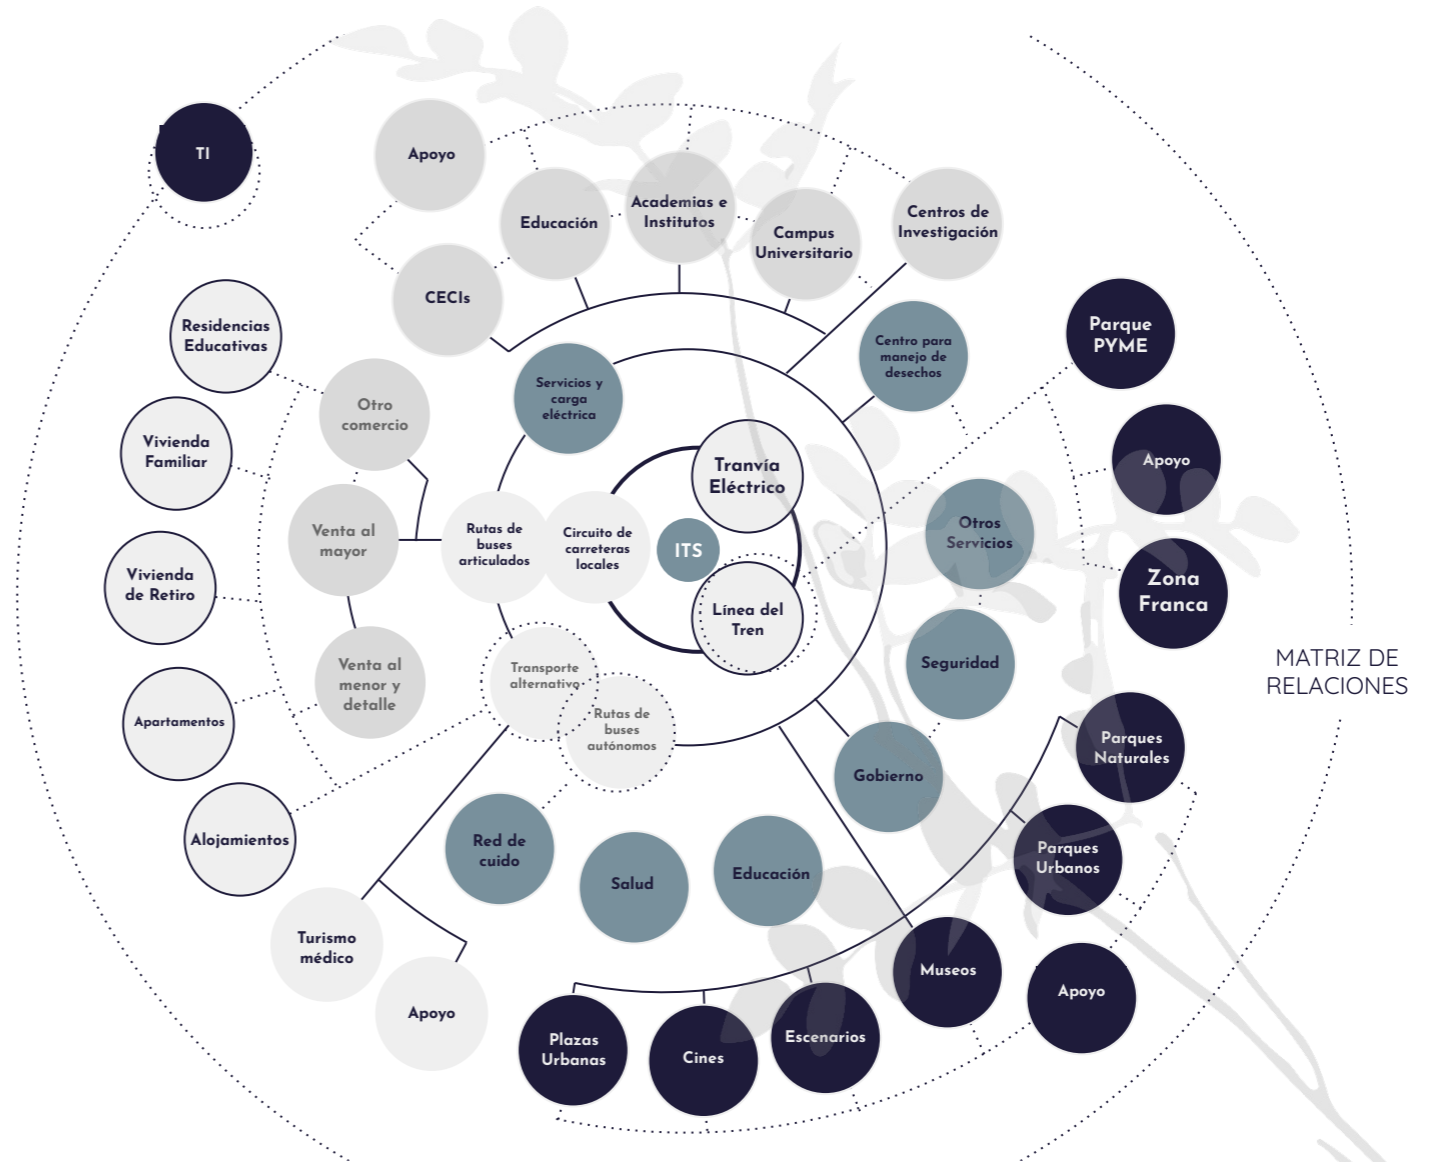 TI
Apoyo
Educación
Academias e
Institutos
Campus
Universitario
Centros de
Investigación
CECIs
Residencias
Educativas
Otro
comercio
Servicios y
carga
eléctrica
Centro para
manejo de
desechos
Parque
PYME
Vivienda
Familiar
Tranvía
Eléctrico
Apoyo
Venta al
mayor
Rutas de
buses
articulados
Circuito de
carreteras
locales
ITS
Otros
Servicios
Vivienda
de Retiro
Línea del
Tren
Zona
Franca
Venta al
menor y
detalle
Transporte
alternativo
Seguridad
MATRIZ DE
RELACIONES
Apartamentos
Rutas de
buses
autónomos
Gobierno
Parques
Naturales
Alojamientos
Red de
cuido
Salud
Educación
Parques
Urbanos
Turismo
médico
Apoyo
Plazas
Urbanas
Cines
Escenarios
Museos
Apoyo